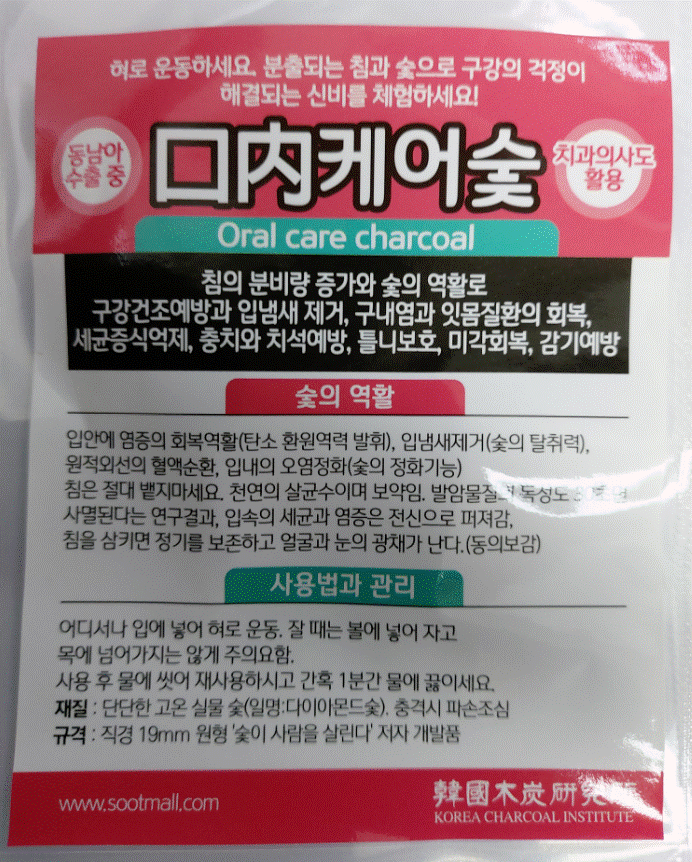 혀로 운동하세요. 분출되는 침과 숯으로 구강의 걱정이
해결되는 신비를 체험하세요!
동남아
수출 중
口內케어숯
치과의사도
활용
Oral care charcoal
침의 분비량 증가와 숯의 역활로
구강건조예방과 입냄새 제거, 구내염과 잇몸질환의 회복,
세균증식억제, 충치와 치석예방, 틀니보호, 미각회복, 감기예방
숯의 역활
입안에 염증의 회복역활(탄소 환원역력 발휘), 입냄새제거(숯의 탈취력),
원적외선의 혈액순환, 입내의 오염정화(숯의 정화기능)
침은 절대 뱉지마세요. 천연의 살균수이며 보약임. 발암물질의 독성도
사멸된다는 연구결과, 입속의 세균과 염증은 전신으로 퍼져감,
침을 삼키면 정기를 보존하고 얼굴과 눈의 광채가 난다.(동의보감)
사용법과 관리
어디서나 입에 넣어 혀로 운동. 잘 때는 볼에 넣어 자고
목에 넘어가지는 않게 주의요함.
사용 후 물에 씻어 재사용하시고 간혹 1분간 물에 끓이세요.
재질 : 단단한 고온 실물 숯(일명:다이아몬드숯). 충격시 파손조심
규격 : 직경 19mm 원형 '숯이 사람을 살린다' 저자 개발품
www.sootmall.com
韓國木炭硏究所
KOREA CHARCOAL INSTITUTE